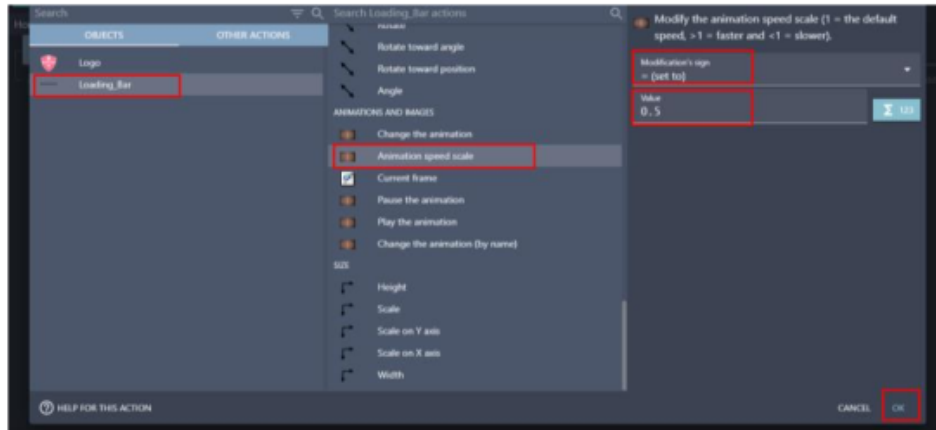 Search
OBJECTS
OTHER ACTIONS
Logo
Loading_Bar
Search Loading_Bar actions
Rotate
Rotate toward angle
Rotate toward position
Angle
ANIMATIONS AND IMAGES
Change the animation
Animation speed scale
Current frame
Pause the animation
Play the animation
Change the animation (by name)
SIZE
Height
Scale
Scale on Y axis
Scale on X axis
Width
Modify the animation speed scale (1 = the default
speed, >1 = faster and <1 = slower).
Modification's sign
= (set to)
Value
0.5
Σ 123
HELP FOR THIS ACTION
CANCEL
OK